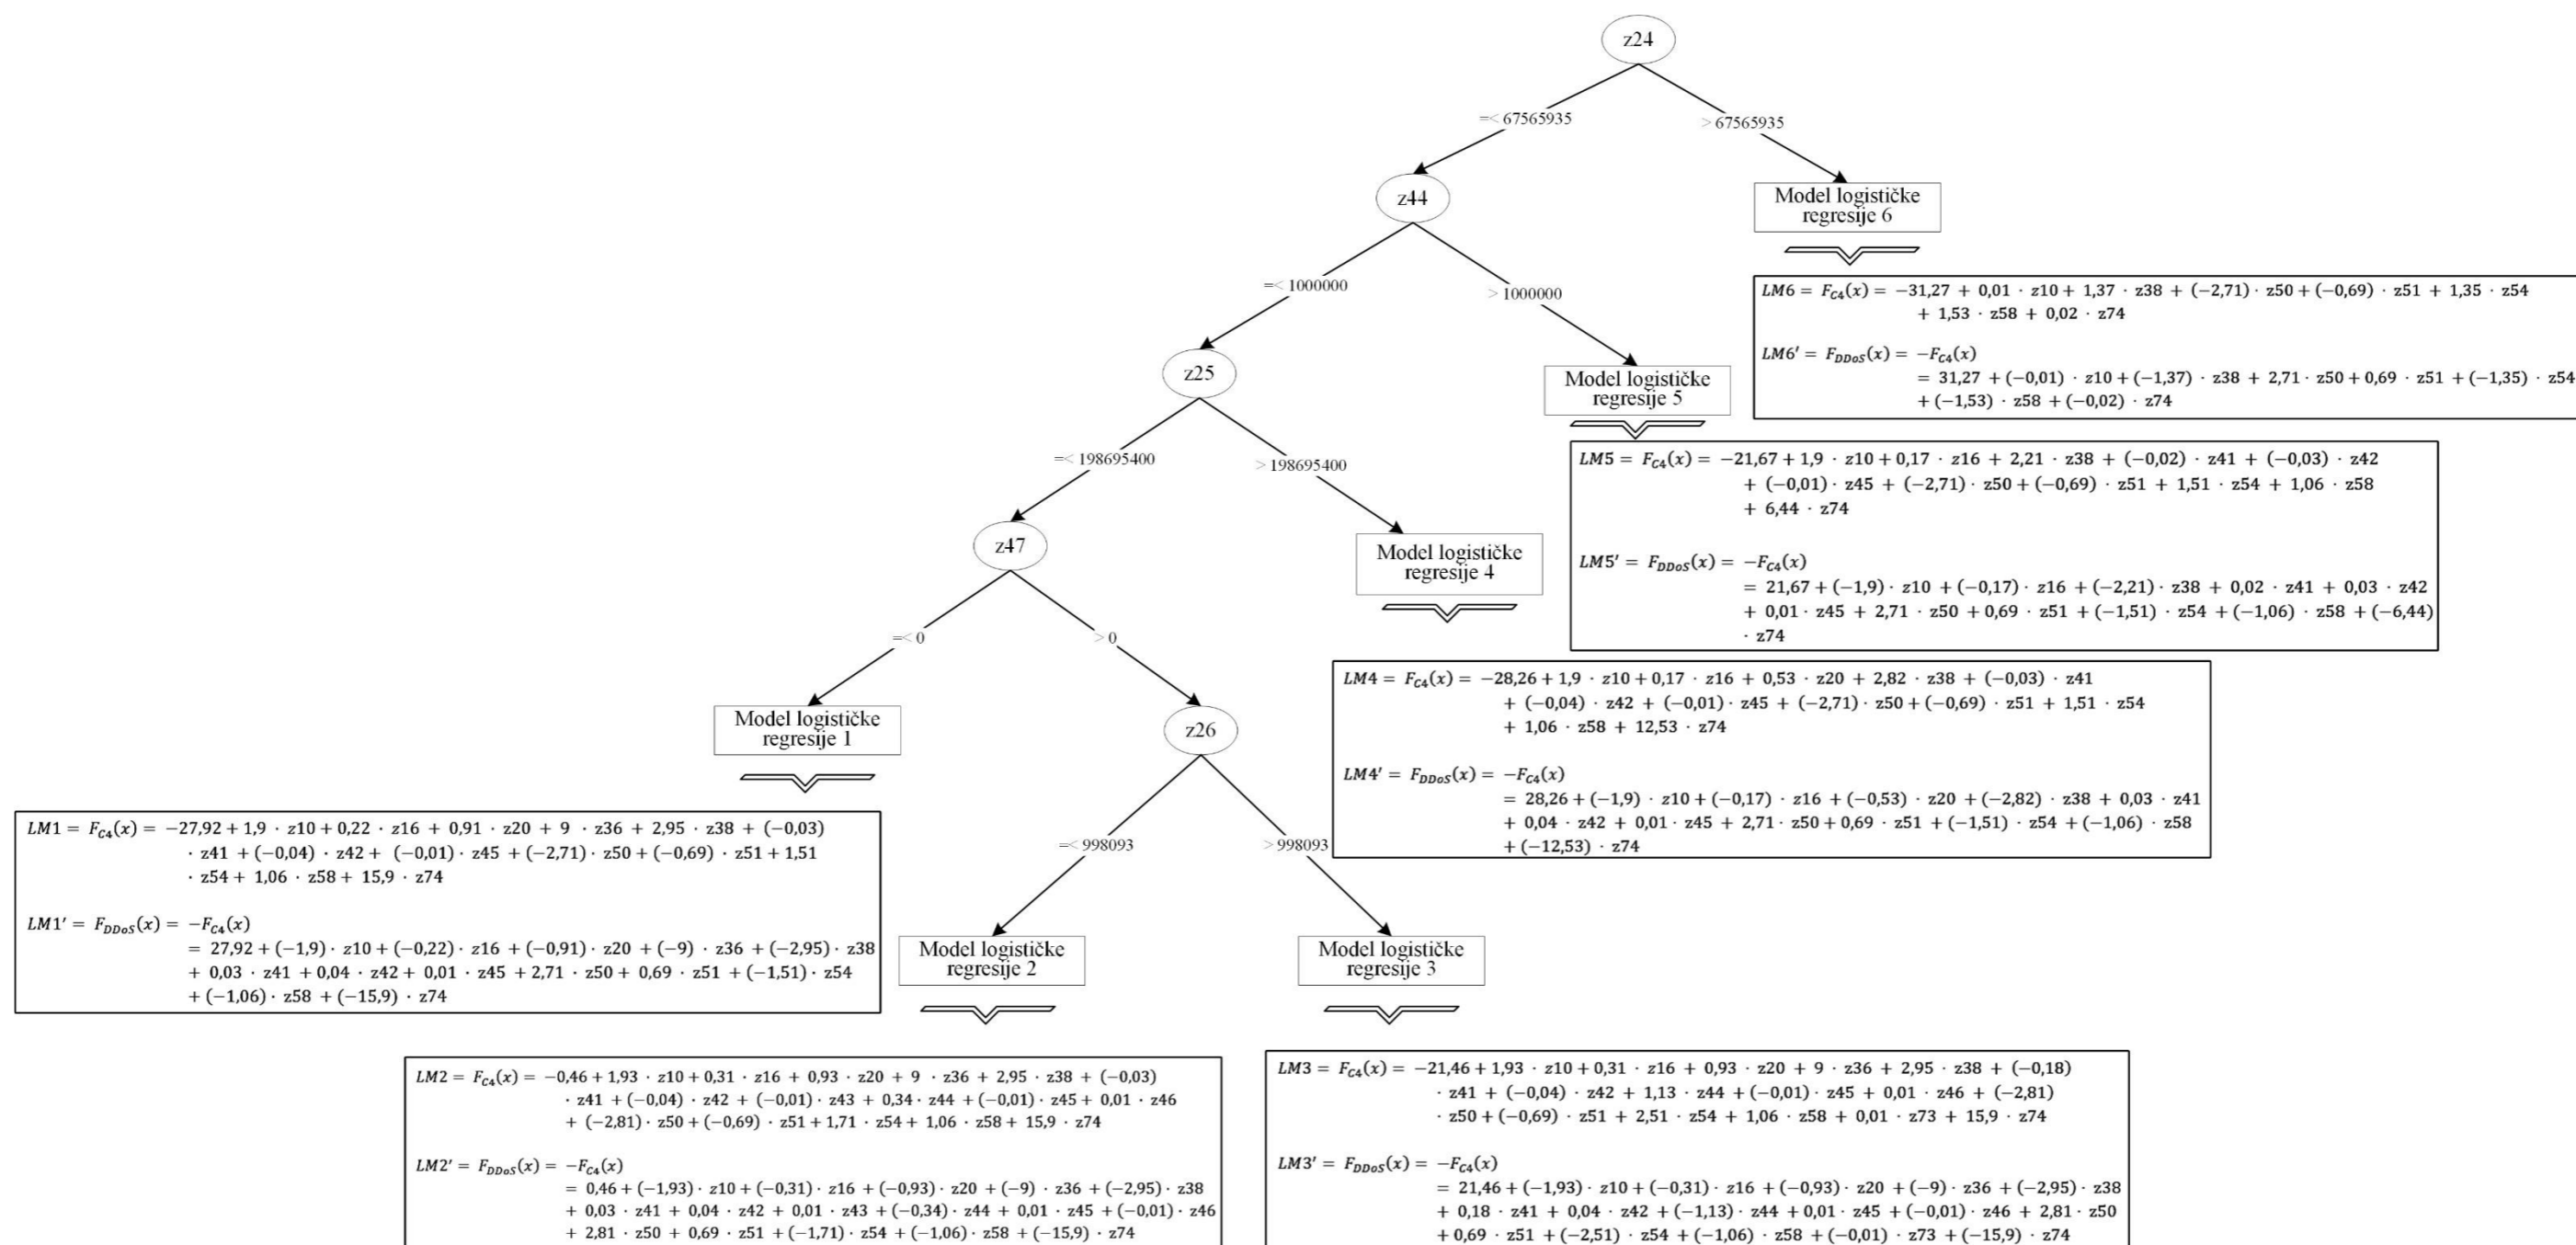 z24
=< 67565935
> 67565935
z44
Model logističke
regresije 6
=< 1000000
> 1000000
LM6 = F_C4(x) = −31,27 + 0,01 · z10 + 1,37 · z38 + (−2,71) · z50 + (−0,69) · z51 + 1,35 · z54
+ 1,53 · z58 + 0,02 · z74
LM6′ = F_DDoS(x) = −F_C4(x)
= 31,27 + (−0,01) · z10 + (−1,37) · z38 + 2,71 · z50 + 0,69 · z51 + (−1,35) · z54
+ (−1,53) · z58 + (−0,02) · z74
z25
Model logističke
regresije 5
=< 198695400
> 198695400
LM5 = F_C4(x) = −21,67 + 1,9 · z10 + 0,17 · z16 + 2,21 · z38 + (−0,02) · z41 + (−0,03) · z42
+ (−0,01) · z45 + (−2,71) · z50 + (−0,69) · z51 + 1,51 · z54 + 1,06 · z58
+ 6,44 · z74
LM5′ = F_DDoS(x) = −F_C4(x)
= 21,67 + (−1,9) · z10 + (−0,17) · z16 + (−2,21) · z38 + 0,02 · z41 + 0,03 · z42
+ 0,01 · z45 + 2,71 · z50 + 0,69 · z51 + (−1,51) · z54 + (−1,06) · z58 + (−6,44)
· z74
z47
Model logističke
regresije 4
=< 0
> 0
LM4 = F_C4(x) = −28,26 + 1,9 · z10 + 0,17 · z16 + 0,53 · z20 + 2,82 · z38 + (−0,03) · z41
+ (−0,04) · z42 + (−0,01) · z45 + (−2,71) · z50 + (−0,69) · z51 + 1,51 · z54
+ 1,06 · z58 + 12,53 · z74
LM4′ = F_DDoS(x) = −F_C4(x)
= 28,26 + (−1,9) · z10 + (−0,17) · z16 + (−0,53) · z20 + (−2,82) · z38 + 0,03 · z41
+ 0,04 · z42 + 0,01 · z45 + 2,71 · z50 + 0,69 · z51 + (−1,51) · z54 + (−1,06) · z58
+ (−12,53) · z74
Model logističke
regresije 1
z26
=< 998093
> 998093
LM1 = F_C4(x) = −27,92 + 1,9 · z10 + 0,22 · z16 + 0,91 · z20 + 9 · z36 + 2,95 · z38 + (−0,03)
· z41 + (−0,04) · z42 + (−0,01) · z45 + (−2,71) · z50 + (−0,69) · z51 + 1,51
· z54 + 1,06 · z58 + 15,9 · z74
LM1′ = F_DDoS(x) = −F_C4(x)
= 27,92 + (−1,9) · z10 + (−0,22) · z16 + (−0,91) · z20 + (−9) · z36 + (−2,95) · z38
+ 0,03 · z41 + 0,04 · z42 + 0,01 · z45 + 2,71 · z50 + 0,69 · z51 + (−1,51) · z54
+ (−1,06) · z58 + (−15,9) · z74
Model logističke
regresije 2
Model logističke
regresije 3
LM2 = F_C4(x) = −0,46 + 1,93 · z10 + 0,31 · z16 + 0,93 · z20 + 9 · z36 + 2,95 · z38 + (−0,03)
· z41 + (−0,04) · z42 + (−0,01) · z43 + 0,34 · z44 + (−0,01) · z45 + 0,01 · z46
+ (−2,81) · z50 + (−0,69) · z51 + 1,71 · z54 + 1,06 · z58 + 15,9 · z74
LM2′ = F_DDoS(x) = −F_C4(x)
= 0,46 + (−1,93) · z10 + (−0,31) · z16 + (−0,93) · z20 + (−9) · z36 + (−2,95) · z38
+ 0,03 · z41 + 0,04 · z42 + 0,01 · z43 + (−0,34) · z44 + 0,01 · z45 + (−0,01) · z46
+ 2,81 · z50 + 0,69 · z51 + (−1,71) · z54 + (−1,06) · z58 + (−15,9) · z74
LM3 = F_C4(x) = −21,46 + 1,93 · z10 + 0,31 · z16 + 0,93 · z20 + 9 · z36 + 2,95 · z38 + (−0,18)
· z41 + (−0,04) · z42 + 1,13 · z44 + (−0,01) · z45 + 0,01 · z46 + (−2,81)
· z50 + (−0,69) · z51 + 2,51 · z54 + 1,06 · z58 + 0,01 · z73 + 15,9 · z74
LM3′ = F_DDoS(x) = −F_C4(x)
= 21,46 + (−1,93) · z10 + (−0,31) · z16 + (−0,93) · z20 + (−9) · z36 + (−2,95) · z38
+ 0,18 · z41 + 0,04 · z42 + (−1,13) · z44 + 0,01 · z45 + (−0,01) · z46 + 2,81 · z50
+ 0,69 · z51 + (−2,51) · z54 + (−1,06) · z58 + (−0,01) · z73 + (−15,9) · z74